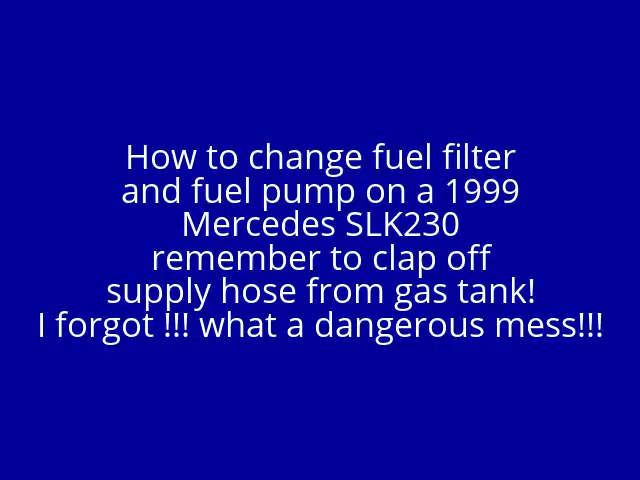 How to change fuel filter
and fuel pump on a 1999
Mercedes SLK230
remember to clap off
supply hose from gas tank!
I forgot !!! what a dangerous mess!!!